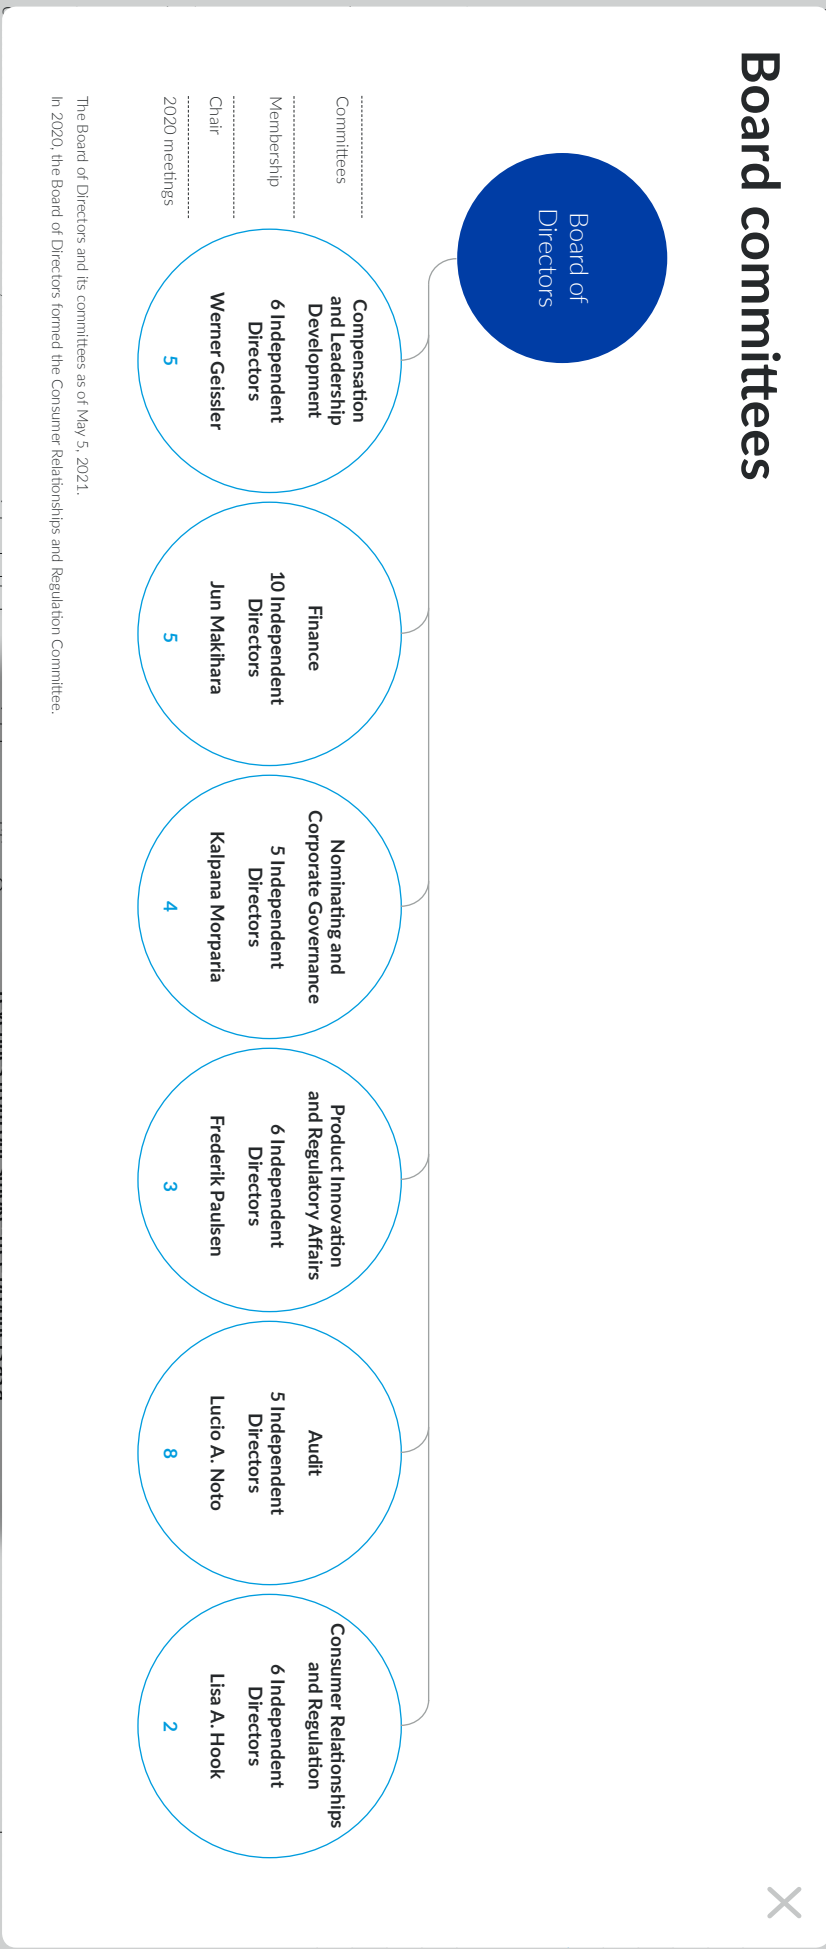 Board committees
Board of
Directors
Committees
Membership
Chair
2020 meetings
Compensation
and Leadership
Development
6 Independent
Directors
Werner Geissler
5
Finance
10 Independent
Directors
Jun Makihara
5
Nominating and
Corporate Governance
5 Independent
Directors
Kalpana Morparia
4
Product Innovation
and Regulatory Affairs
6 Independent
Directors
Frederik Paulsen
3
Audit
5 Independent
Directors
Lucio A. Noto
8
Consumer Relationships
and Regulation
6 Independent
Directors
Lisa A. Hook
2
The Board of Directors and its committees as of May 5, 2021.
In 2020, the Board of Directors formed the Consumer Relationships and Regulation Committee.